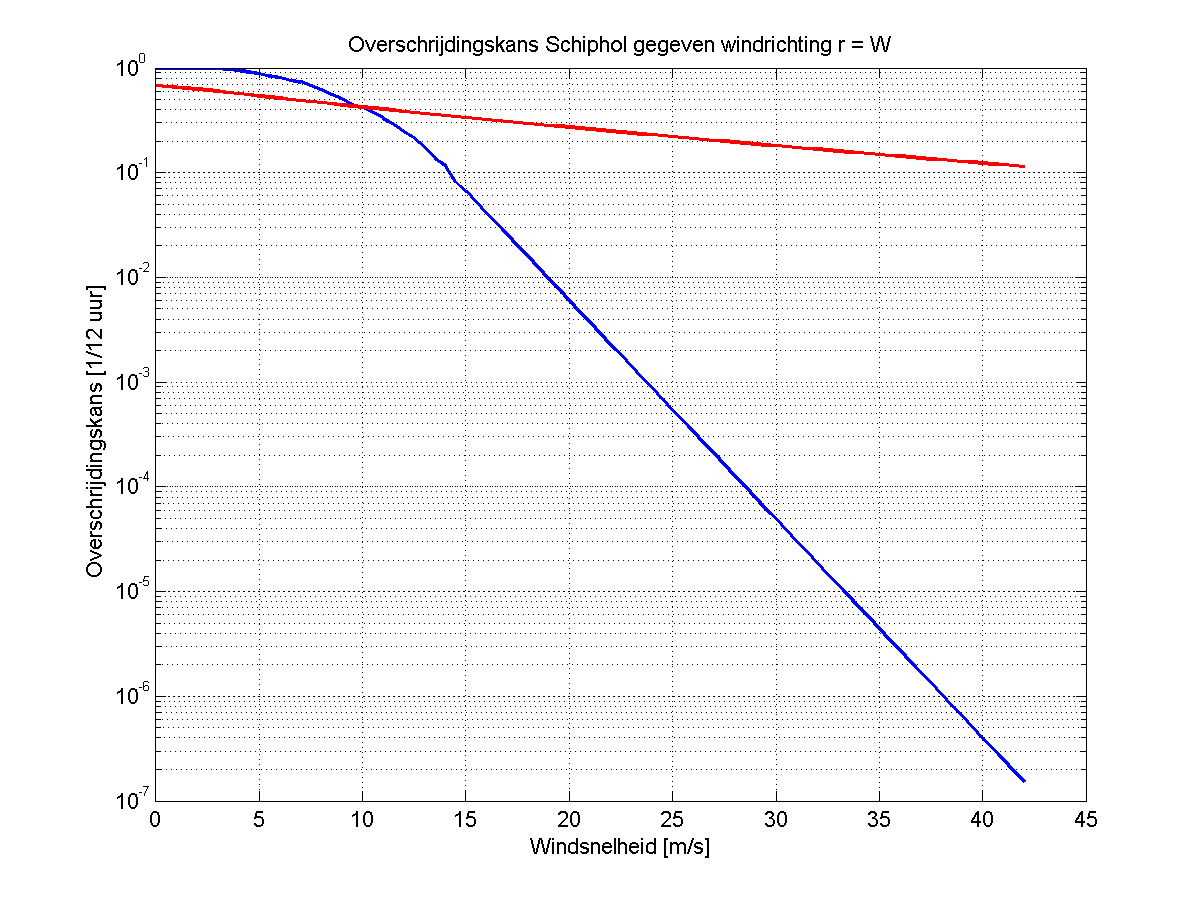 Overschrijdingskans Schiphol gegeven windrichting r = W
Overschrijdingskans [1/12 uur]
10^0
10^-1
10^-2
10^-3
10^-4
10^-5
10^-6
10^-7
0 5 10 15 20 25 30 35 40 45
Windsnelheid [m/s]